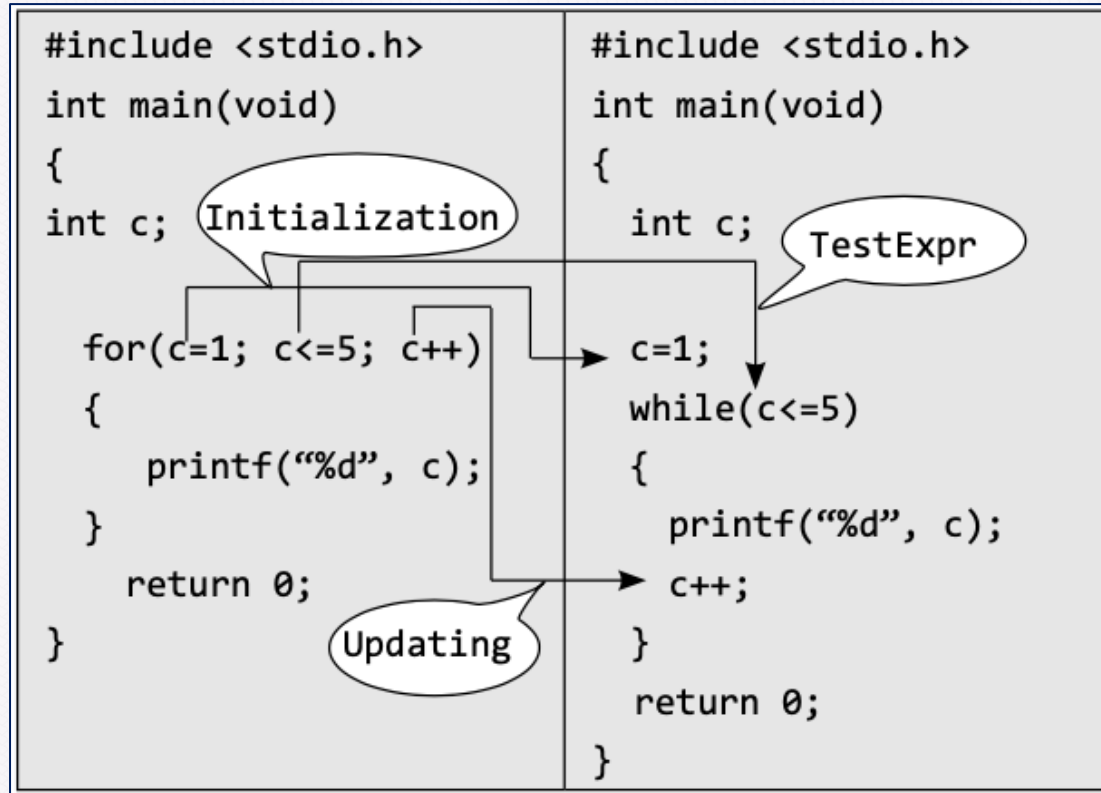 #include <stdio.h>
int main(void)
{
int c;
Initialization
for(c=1; c<=5; c++)
{
printf(“%d”, c);
}
return 0;
}
Updating
#include <stdio.h>
int main(void)
{
int c;
TestExpr
c=1;
while(c<=5)
{
printf(“%d”, c);
c++;
}
return 0;
}